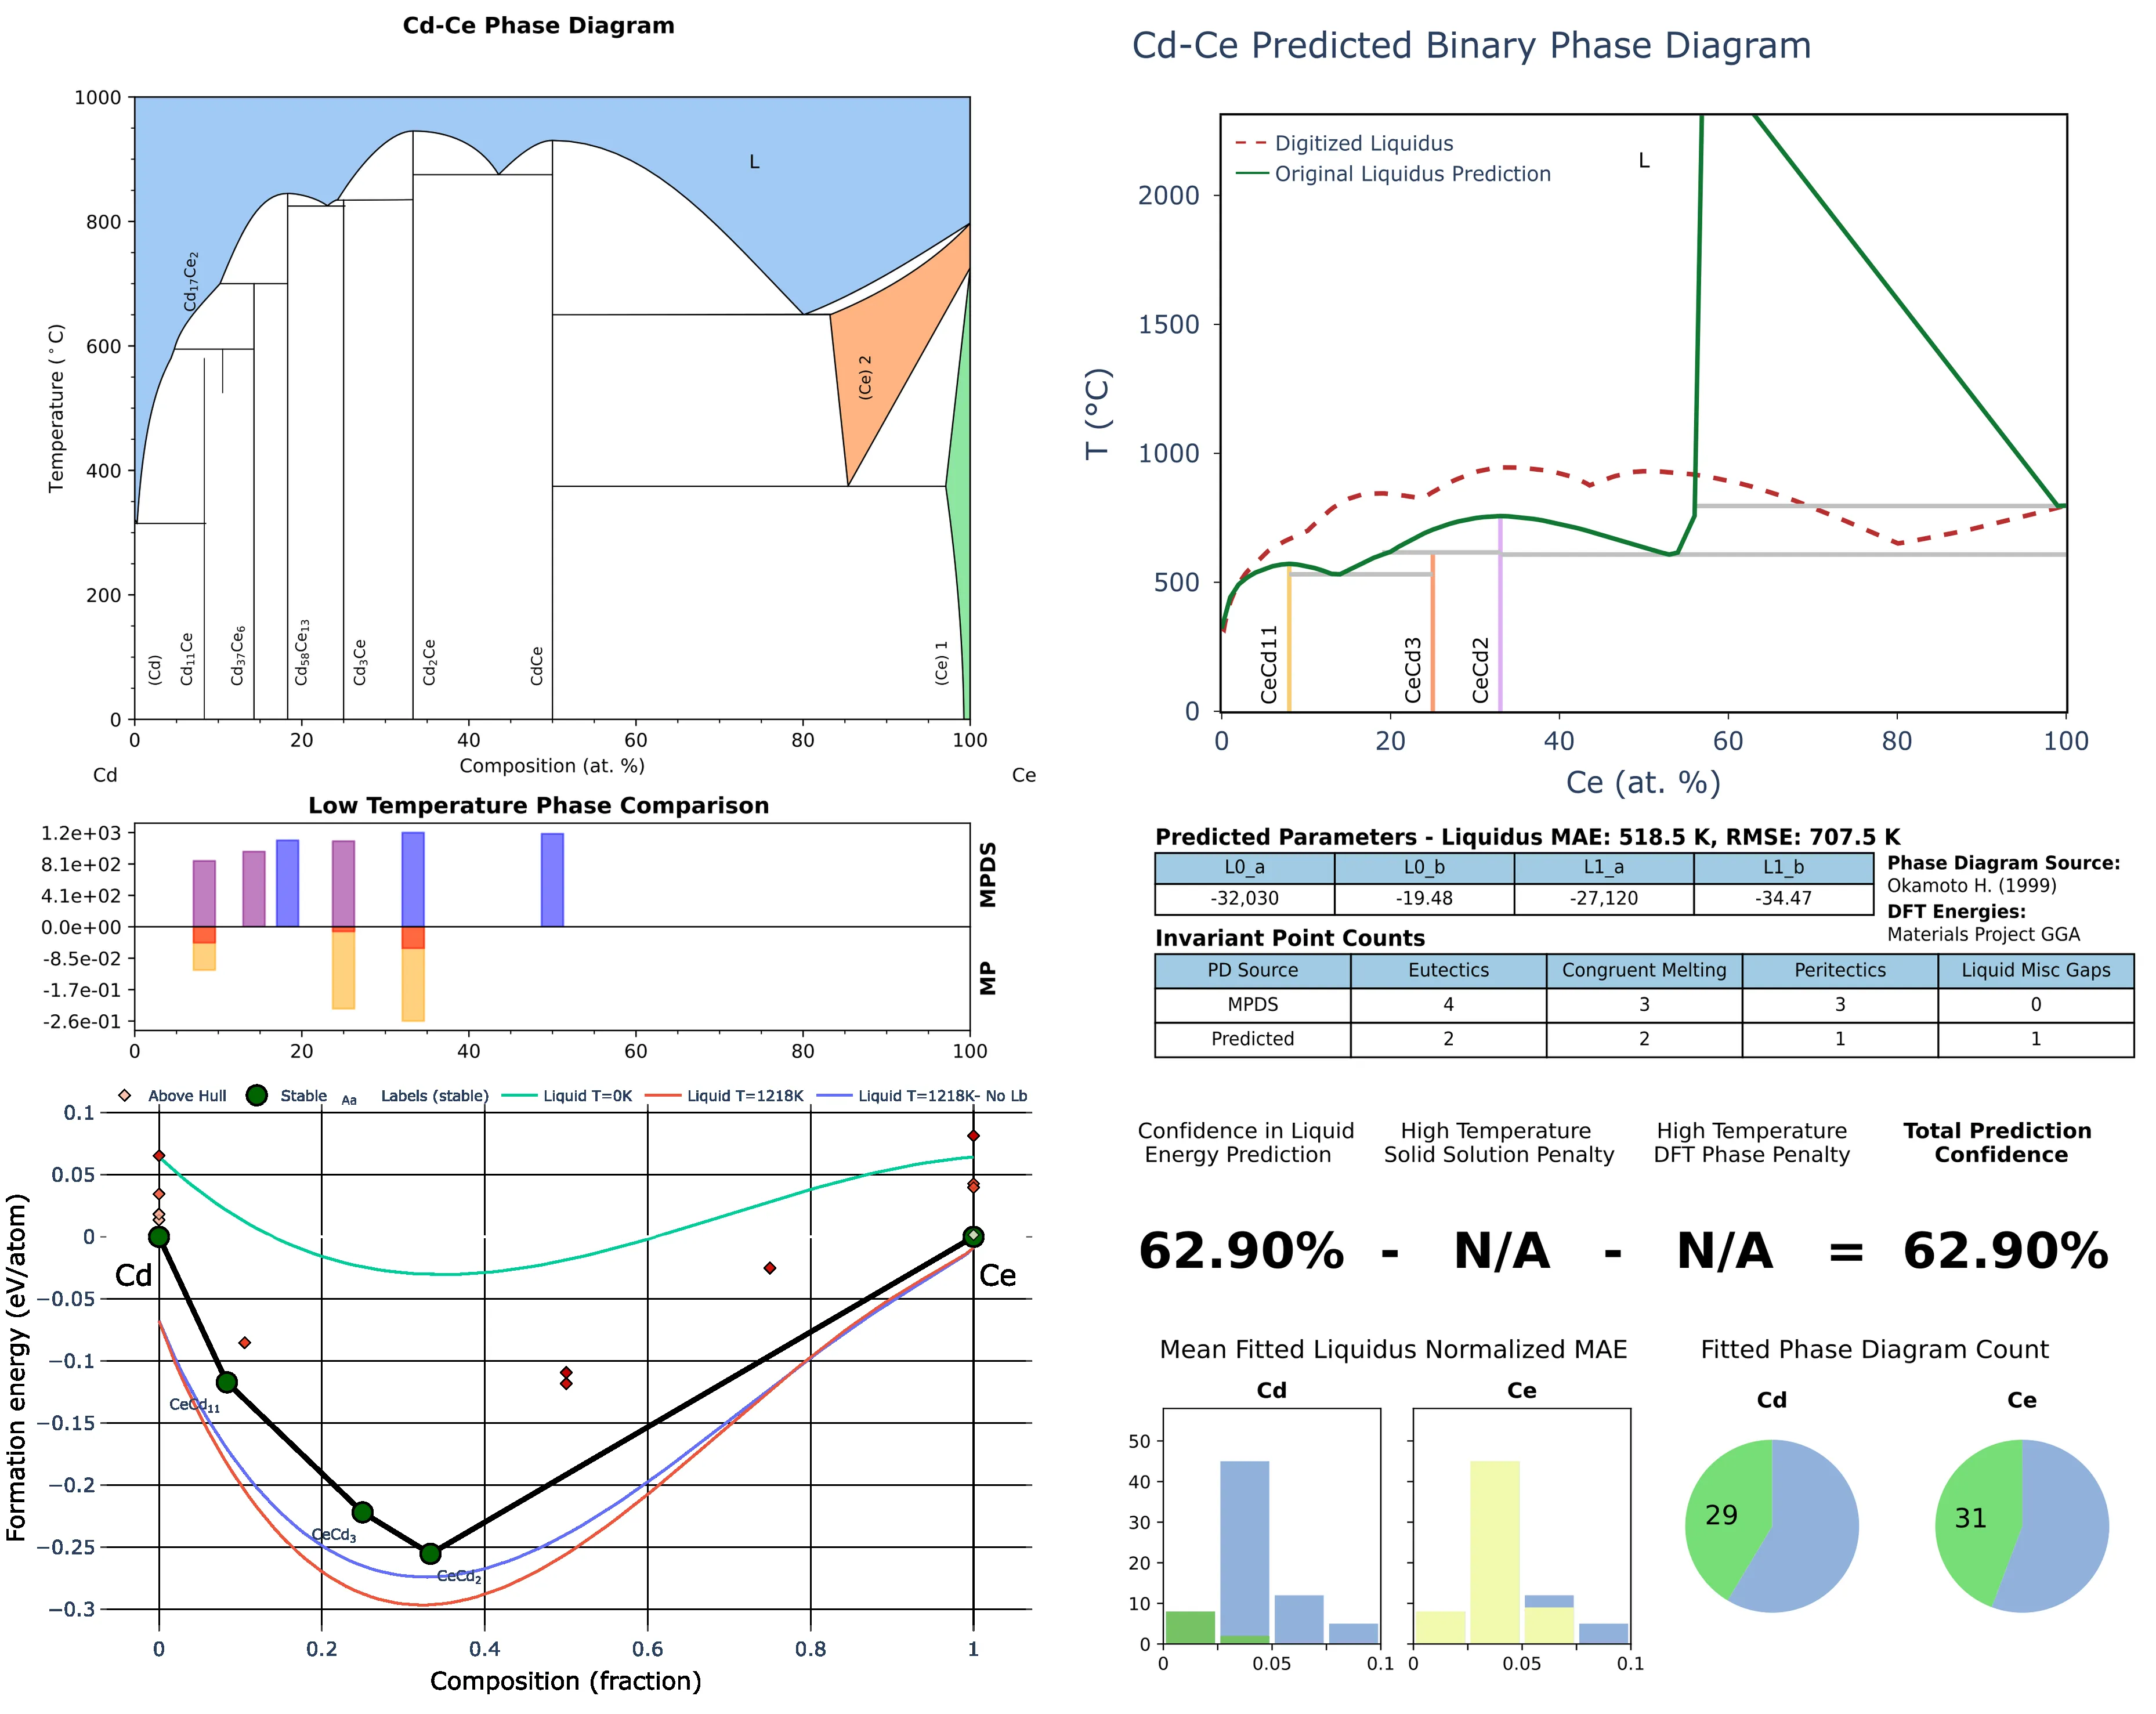 Cd-Ce Phase Diagram
1000
800
600
400
200
0
Temperature (°C)
L
Cd₁₇Ce₂
(Ce) 2
(Cd)
Cd₁₁Ce
Cd₃₇Ce₆
Cd₅₈Ce₁₃
Cd₃Ce
Cd₂Ce
CdCe
(Ce) 1
0 20 40 60 80 100
Composition (at. %)
Cd Ce
Low Temperature Phase Comparison
1.2e+03
8.1e+02
4.1e+02
0.0e+00
-8.5e-02
-1.7e-01
-2.6e-01
MPDS
MP
0 20 40 60 80 100
Above Hull Stable Aa Labels (stable) Liquid T=0K Liquid T=1218K Liquid T=1218K- No Lb
0.1
0.05
0
−0.05
−0.1
−0.15
−0.2
−0.25
−0.3
Formation energy (eV/atom)
Cd
Ce
CeCd₁₁
CeCd₃
CeCd₂
0 0.2 0.4 0.6 0.8 1
Composition (fraction)
Cd-Ce Predicted Binary Phase Diagram
Digitized Liquidus
Original Liquidus Prediction
L
2000
1500
1000
500
0
T (°C)
CeCd11
CeCd3
CeCd2
0 20 40 60 80 100
Ce (at. %)
Predicted Parameters - Liquidus MAE: 518.5 K, RMSE: 707.5 K
L0_a L0_b L1_a L1_b
-32,030 -19.48 -27,120 -34.47
Phase Diagram Source:
Okamoto H. (1999)
DFT Energies:
Materials Project GGA
Invariant Point Counts
PD Source Eutectics Congruent Melting Peritectics Liquid Misc Gaps
MPDS 4 3 3 0
Predicted 2 2 1 1
Confidence in Liquid
Energy Prediction
High Temperature
Solid Solution Penalty
High Temperature
DFT Phase Penalty
Total Prediction
Confidence
62.90% - N/A - N/A = 62.90%
Mean Fitted Liquidus Normalized MAE
Cd Ce
50
40
30
20
10
0
0 0.05 0.1 0 0.05 0.1
Fitted Phase Diagram Count
Cd Ce
29 31